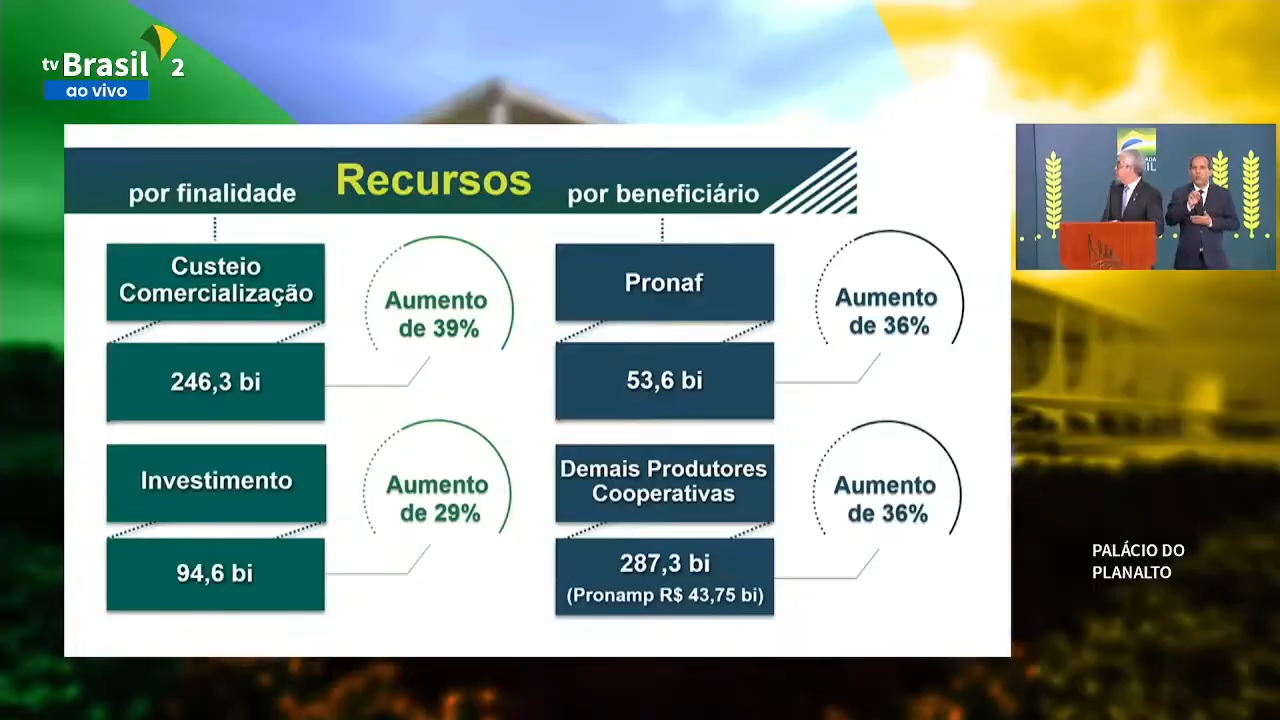 tv Brasil 2
ao vivo
Recursos
por finalidade
por beneficiário
Custeio
Comercialização
Aumento
de 39%
246,3 bi
Investimento
Aumento
de 29%
94,6 bi
Pronaf
Aumento
de 36%
53,6 bi
Demais Produtores
Cooperativas
Aumento
de 36%
287,3 bi
(Pronamp R$ 43,75 bi)
PALÁCIO DO
PLANALTO